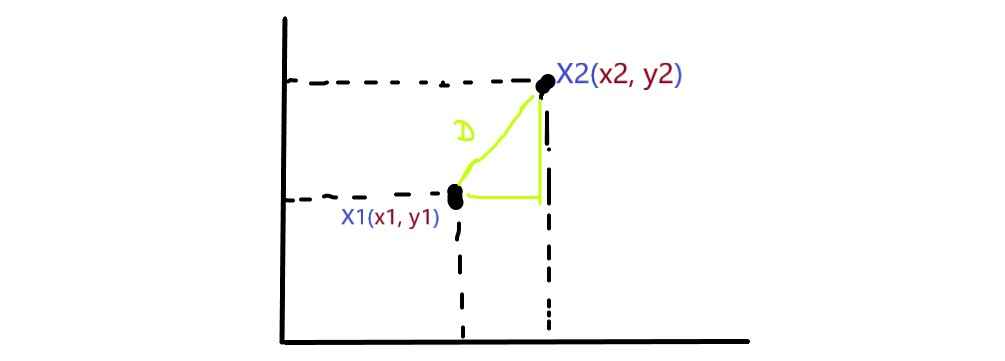 X2(x2, y2)
D
X1(x1, y1)